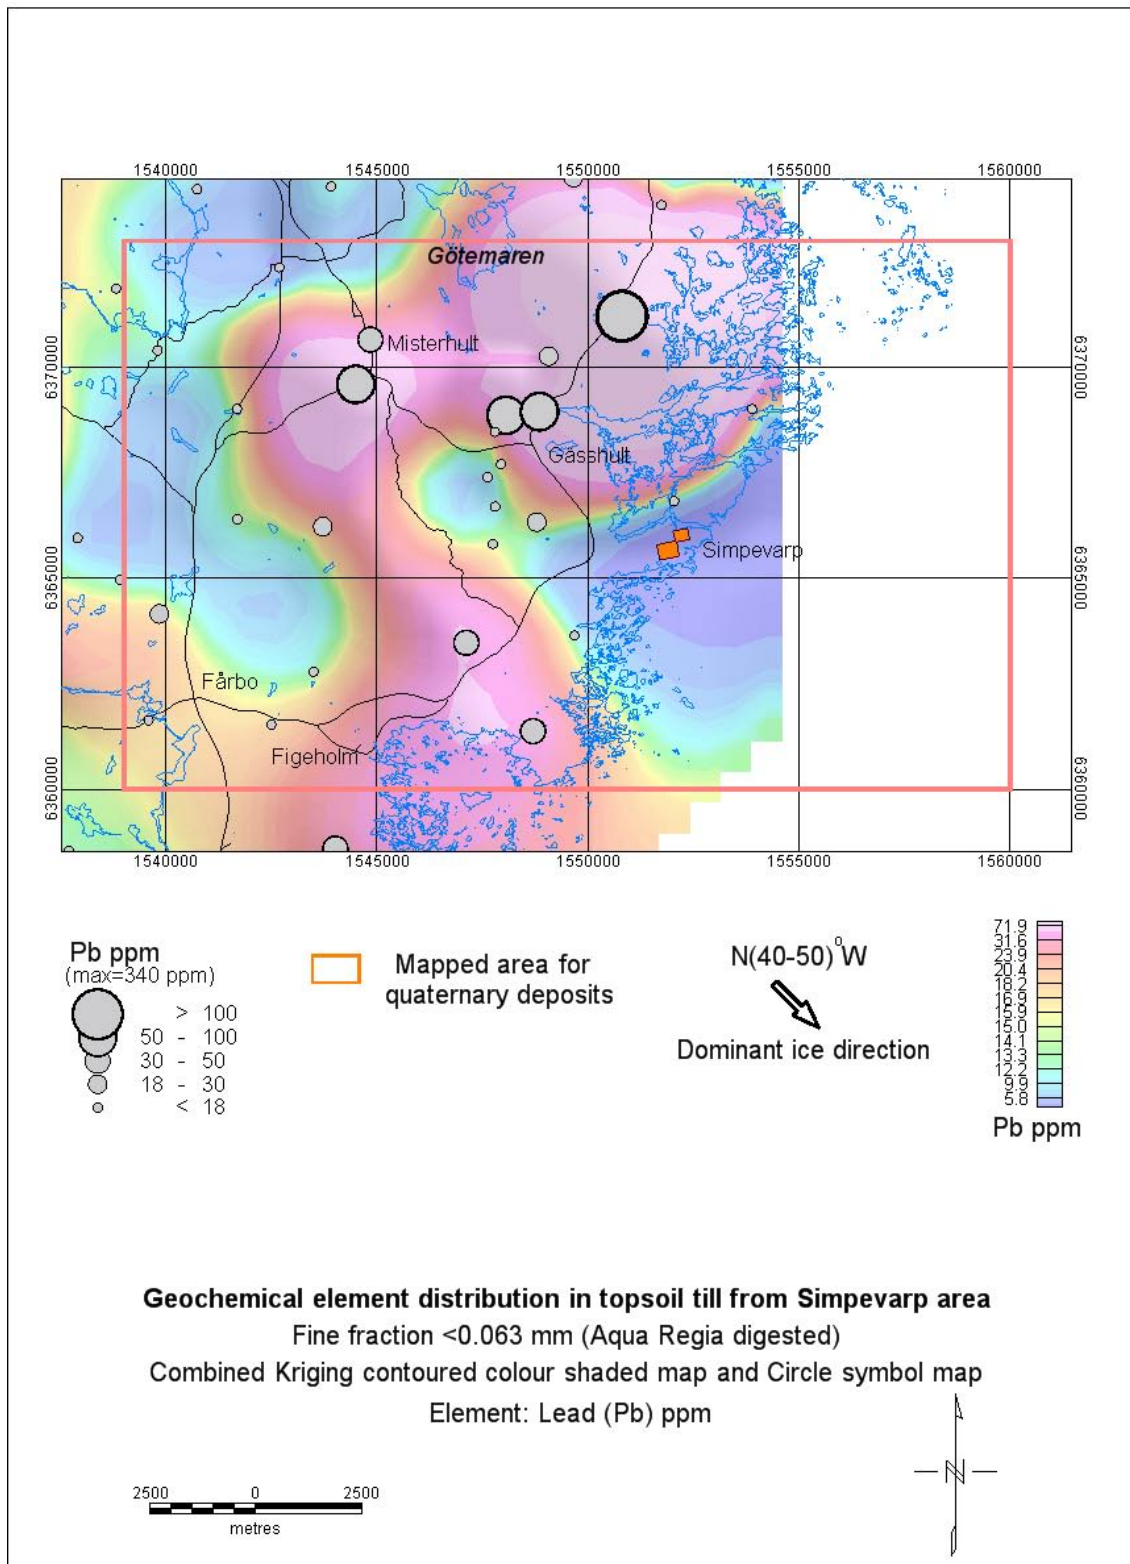 1540000 1545000 1550000 1555000 1560000
Götemaren
Misterhult
6370000 6370000
Gässhult
Simpevarp
6365000 6365000
Fårbo
Figeholm
6360000 6360000
1540000 1545000 1550000 1555000 1560000
Pb ppm
(max=340 ppm)
> 100
50 - 100
30 - 50
18 - 30
< 18
Mapped area for
quaternary deposits
N(40-50)°W
Dominant ice direction
71.9
31.6
23.9
20.4
18.2
16.9
15.9
15.0
14.1
13.3
12.2
9.9
5.8
Pb ppm
Geochemical element distribution in topsoil till from Simpevarp area
Fine fraction <0.063 mm (Aqua Regia digested)
Combined Kriging contoured colour shaded map and Circle symbol map
Element: Lead (Pb) ppm
N
2500 0 2500
metres